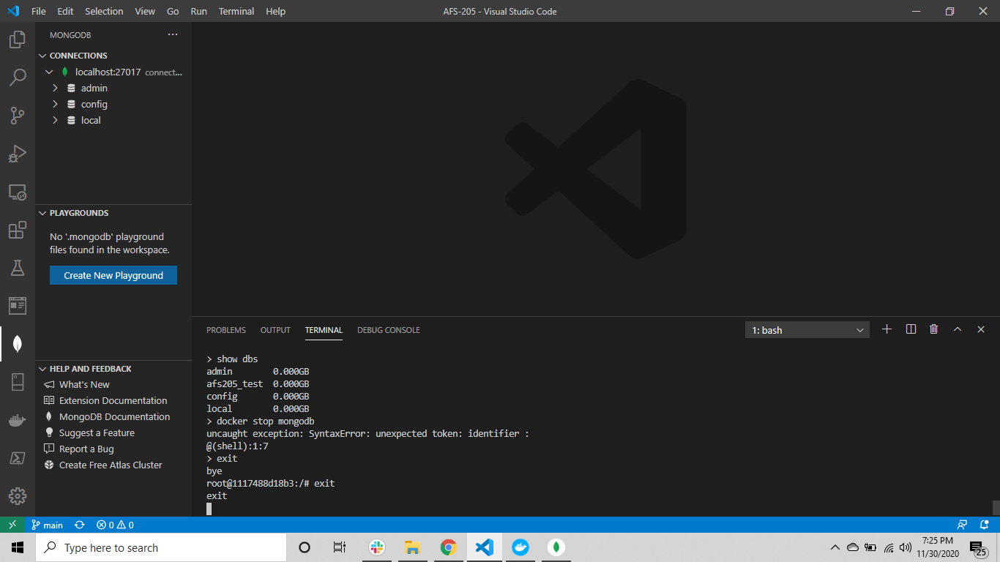 File Edit Selection View Go Run Terminal Help AFS-205 - Visual Studio Code
MONGODB
CONNECTIONS
localhost:27017 connect...
admin
config
local
PLAYGROUNDS
No '.mongodb' playground
files found in the workspace.
Create New Playground
HELP AND FEEDBACK
What's New
Extension Documentation
MongoDB Documentation
Suggest a Feature
Report a Bug
Create Free Atlas Cluster
PROBLEMS OUTPUT TERMINAL DEBUG CONSOLE 1: bash
> show dbs
admin 0.000GB
afs205_test 0.000GB
config 0.000GB
local 0.000GB
> docker stop mongodb
uncaught exception: SyntaxError: unexpected token: identifier :
@(shell):1:7
> exit
bye
root@1117488d18b3:/# exit
exit
main 0 0
Type here to search
7:25 PM
11/30/2020
25